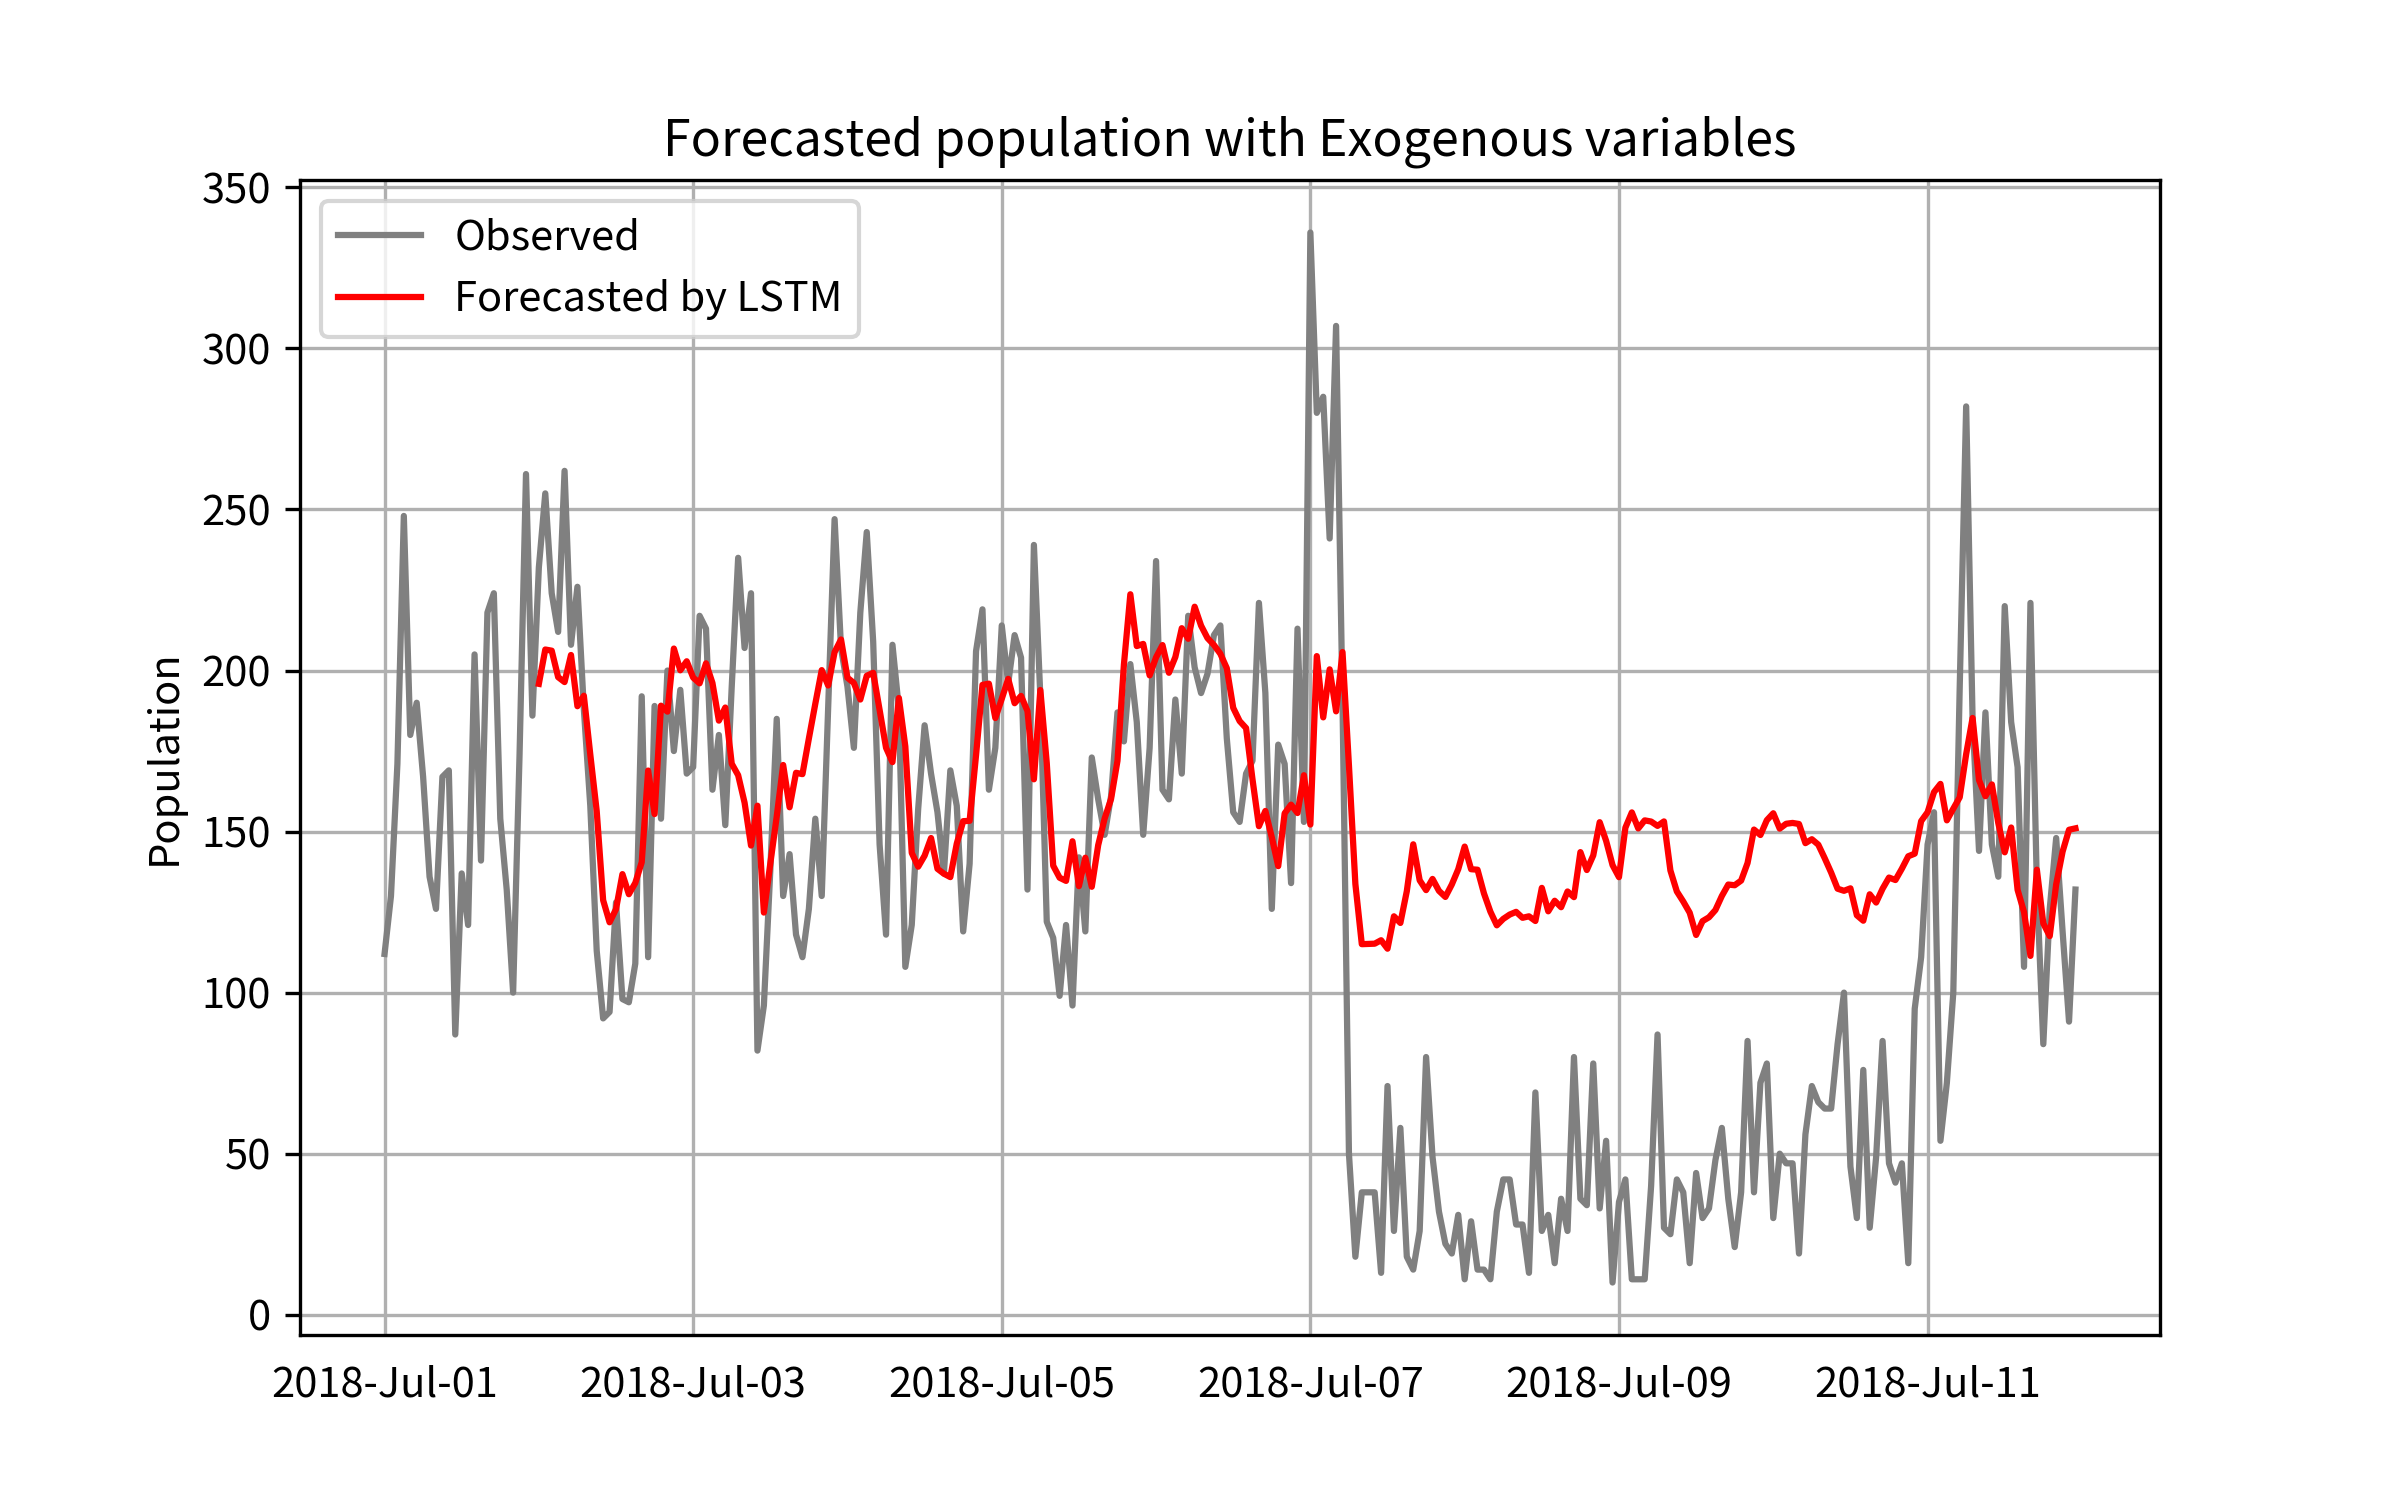 Forecasted population with Exogenous variables
Observed
Forecasted by LSTM
Population
350
300
250
200
150
100
50
0
2018-Jul-01 2018-Jul-03 2018-Jul-05 2018-Jul-07 2018-Jul-09 2018-Jul-11